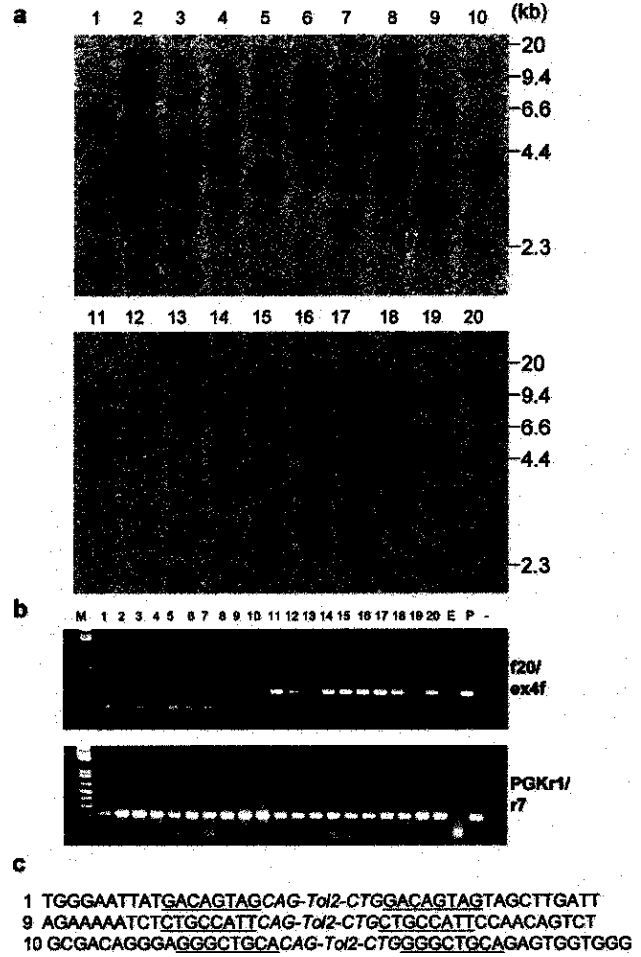 a 1 2 3 4 5 6 7 8 9 10 (kb)
20
9.4
6.6
4.4
2.3
11 12 13 14 15 16 17 18 19 20
20
9.4
6.6
4.4
2.3
b M 1 2 3 4 5 6 7 8 9 10 11 12 13 14 15 16 17 18 19 20 E P -
f20/
ex4f
PGKr1/
r7
c
1 TGGGAATTATGACAGTAGCAG-Tol2-CTGGACAGTAGTAGCTTGATT
9 AGAAAAATCTCTGCCATTCAG-Tol2-CTGCTGCCATTCCAACAGTCT
10 GCGACAGGGAGGGCTGCACAG-Tol2-CTGGGGCTGCAGAGTGGTGGG